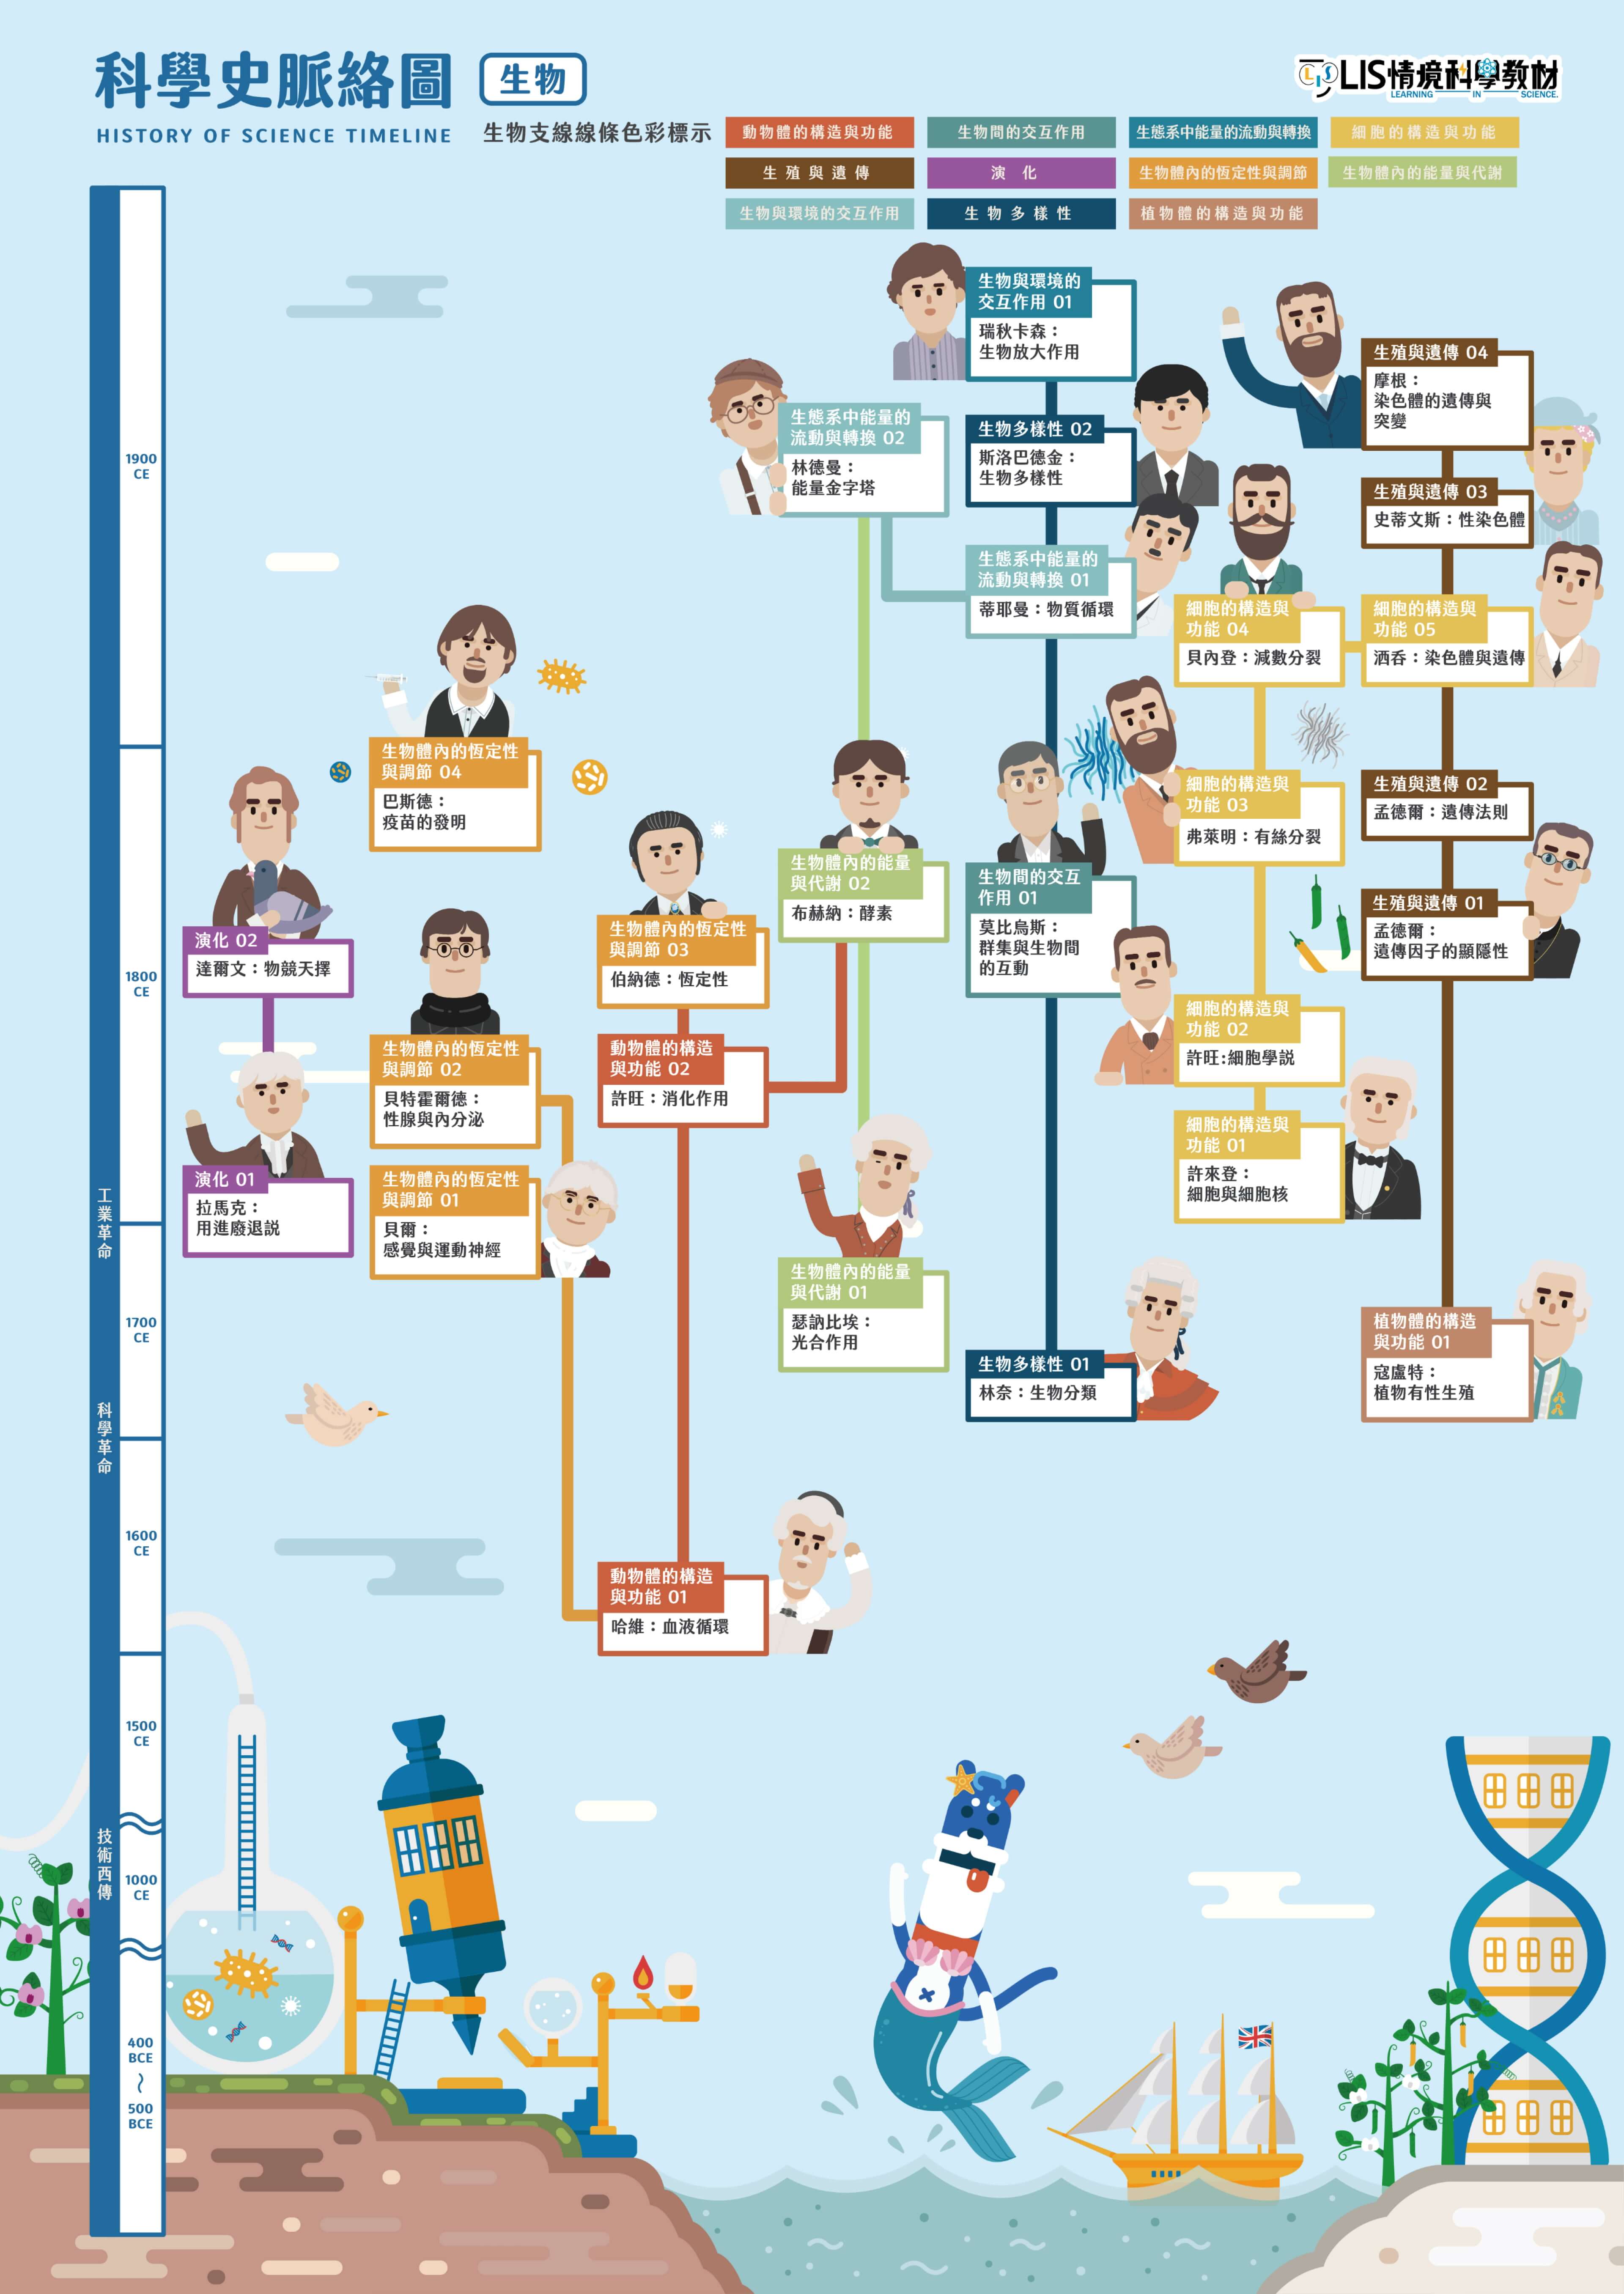 科學史脈絡圖
生物
HISTORY OF SCIENCE TIMELINE
LIS
LIS情境科學教材
LEARNING IN SCIENCE.
生物支線線條色彩標示
動物體的構造與功能
生物間的交互作用
生態系中能量的流動與轉換
細胞的構造與功能
生殖與遺傳
演化
生物體內的恆定性與調節
生物體內的能量與代謝
生物與環境的交互作用
生物多樣性
植物體的構造與功能
1900
CE
1800
CE
工業革命
1700
CE
科學革命
1600
CE
1500
CE
技術西傳
1000
CE
400
BCE
~
500
BCE
生物與環境的
交互作用 01
瑞秋卡森：
生物放大作用
生殖與遺傳 04
摩根：
染色體的遺傳與
突變
生態系中能量的
流動與轉換 02
林德曼：
能量金字塔
生物多樣性 02
斯洛巴德金：
生物多樣性
生殖與遺傳 03
史蒂文斯：性染色體
生態系中能量的
流動與轉換 01
蒂耶曼：物質循環
細胞的構造與
功能 04
貝內登：減數分裂
細胞的構造與
功能 05
洒吞：染色體與遺傳
生物體內的恆定性
與調節 04
巴斯德：
疫苗的發明
細胞的構造與
功能 03
弗萊明：有絲分裂
生殖與遺傳 02
孟德爾：遺傳法則
生物體內的能量
與代謝 02
布赫納：酵素
生物間的交互
作用 01
莫比烏斯：
群集與生物間
的互動
生殖與遺傳 01
孟德爾：
遺傳因子的顯隱性
演化 02
達爾文：物競天擇
生物體內的恆定性
與調節 03
伯納德：恆定性
細胞的構造與
功能 02
許旺:細胞學説
生物體內的恆定性
與調節 02
貝特霍爾德：
性腺與內分泌
動物體的構造
與功能 02
許旺：消化作用
細胞的構造與
功能 01
許來登：
細胞與細胞核
演化 01
拉馬克：
用進廢退説
生物體內的恆定性
與調節 01
貝爾：
感覺與運動神經
生物體內的能量
與代謝 01
瑟訥比埃：
光合作用
生物多樣性 01
林奈：生物分類
植物體的構造
與功能 01
寇盧特：
植物有性生殖
動物體的構造
與功能 01
哈維：血液循環